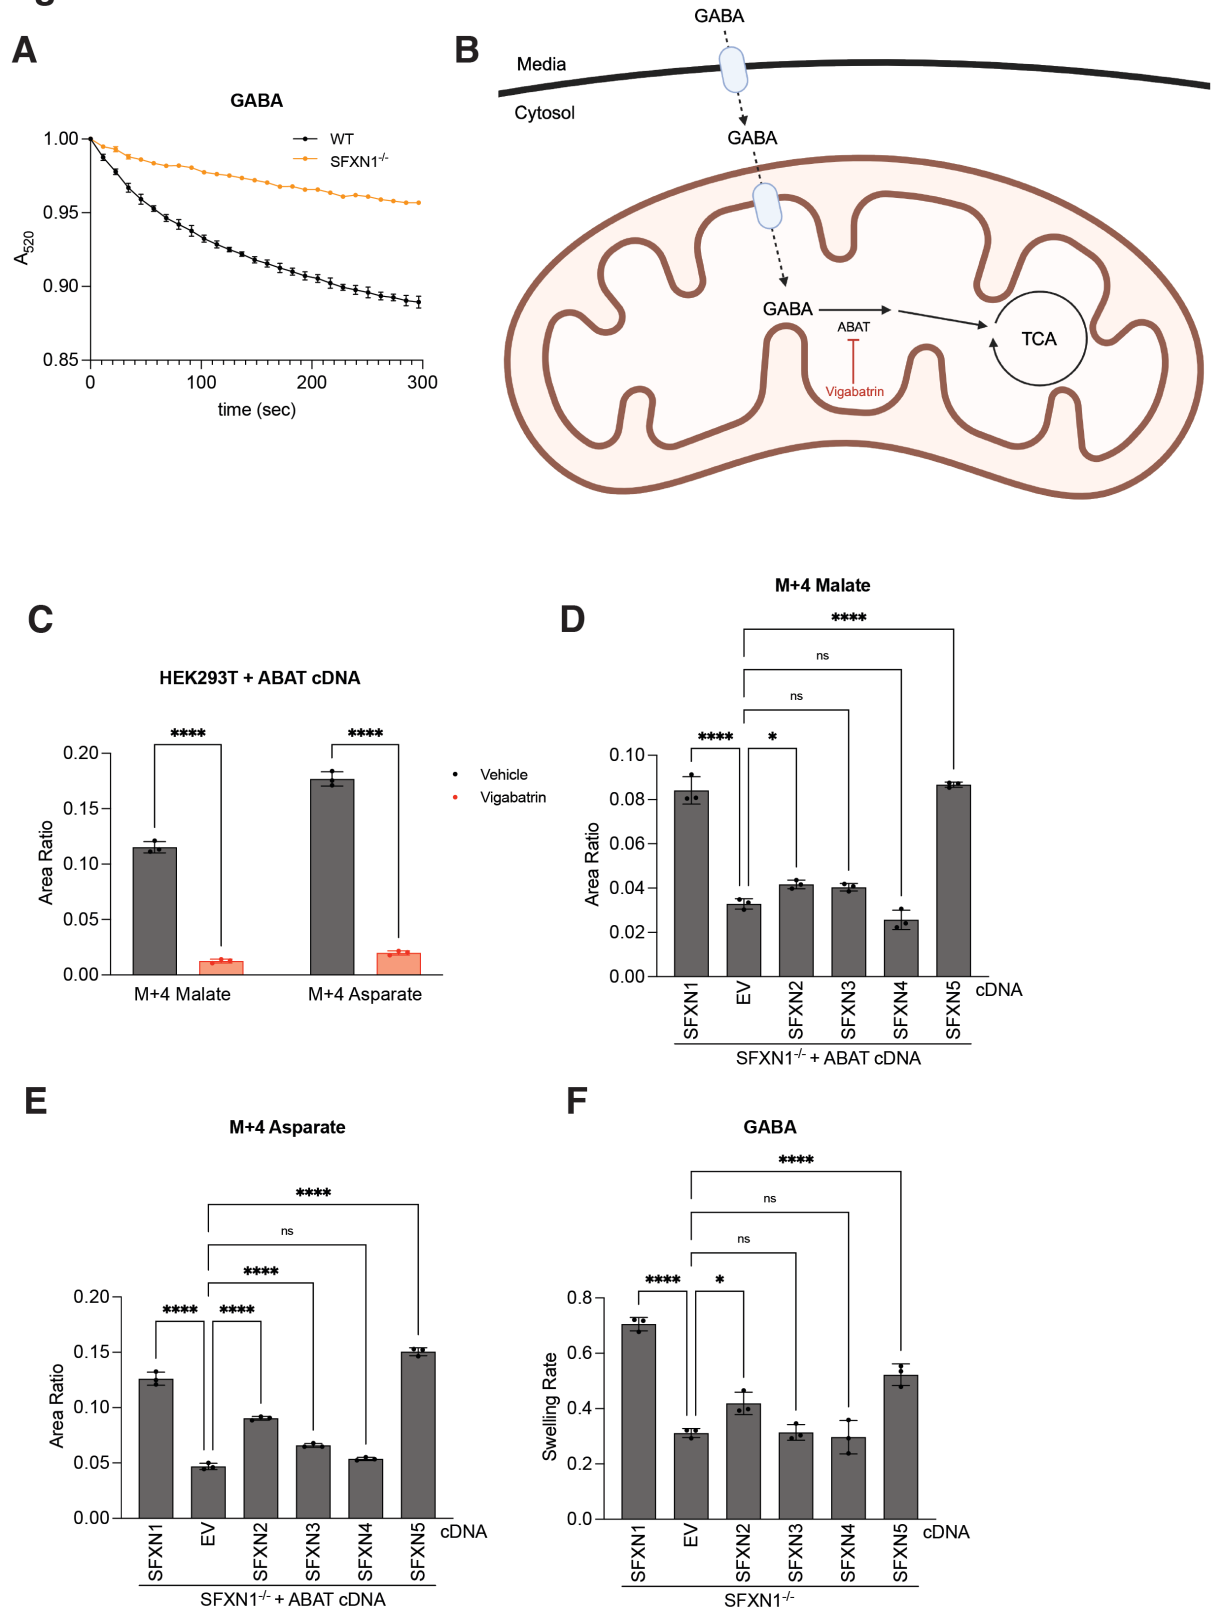 A
GABA
1.00
0.95
0.90
0.85
A520
WT
SFXN1-/-
0
100
200
300
time (sec)
B
GABA
Media
Cytosol
GABA
GABA
ABAT
Vigabatrin
TCA
C
HEK293T + ABAT cDNA
****
****
0.20
0.15
0.10
0.05
0.00
Area Ratio
Vehicle
Vigabatrin
M+4 Malate
M+4 Asparate
D
M+4 Malate
****
ns
ns
****
*
0.10
0.08
0.06
0.04
0.02
0.00
Area Ratio
SFXN1
EV
SFXN2
SFXN3
SFXN4
SFXN5
cDNA
SFXN1-/- + ABAT cDNA
E
M+4 Asparate
****
ns
****
****
****
0.20
0.15
0.10
0.05
0.00
Area Ratio
SFXN1
EV
SFXN2
SFXN3
SFXN4
SFXN5
cDNA
SFXN1-/- + ABAT cDNA
F
GABA
****
ns
ns
****
*
0.8
0.6
0.4
0.2
0.0
Swelling Rate
SFXN1
EV
SFXN2
SFXN3
SFXN4
SFXN5
cDNA
SFXN1-/-